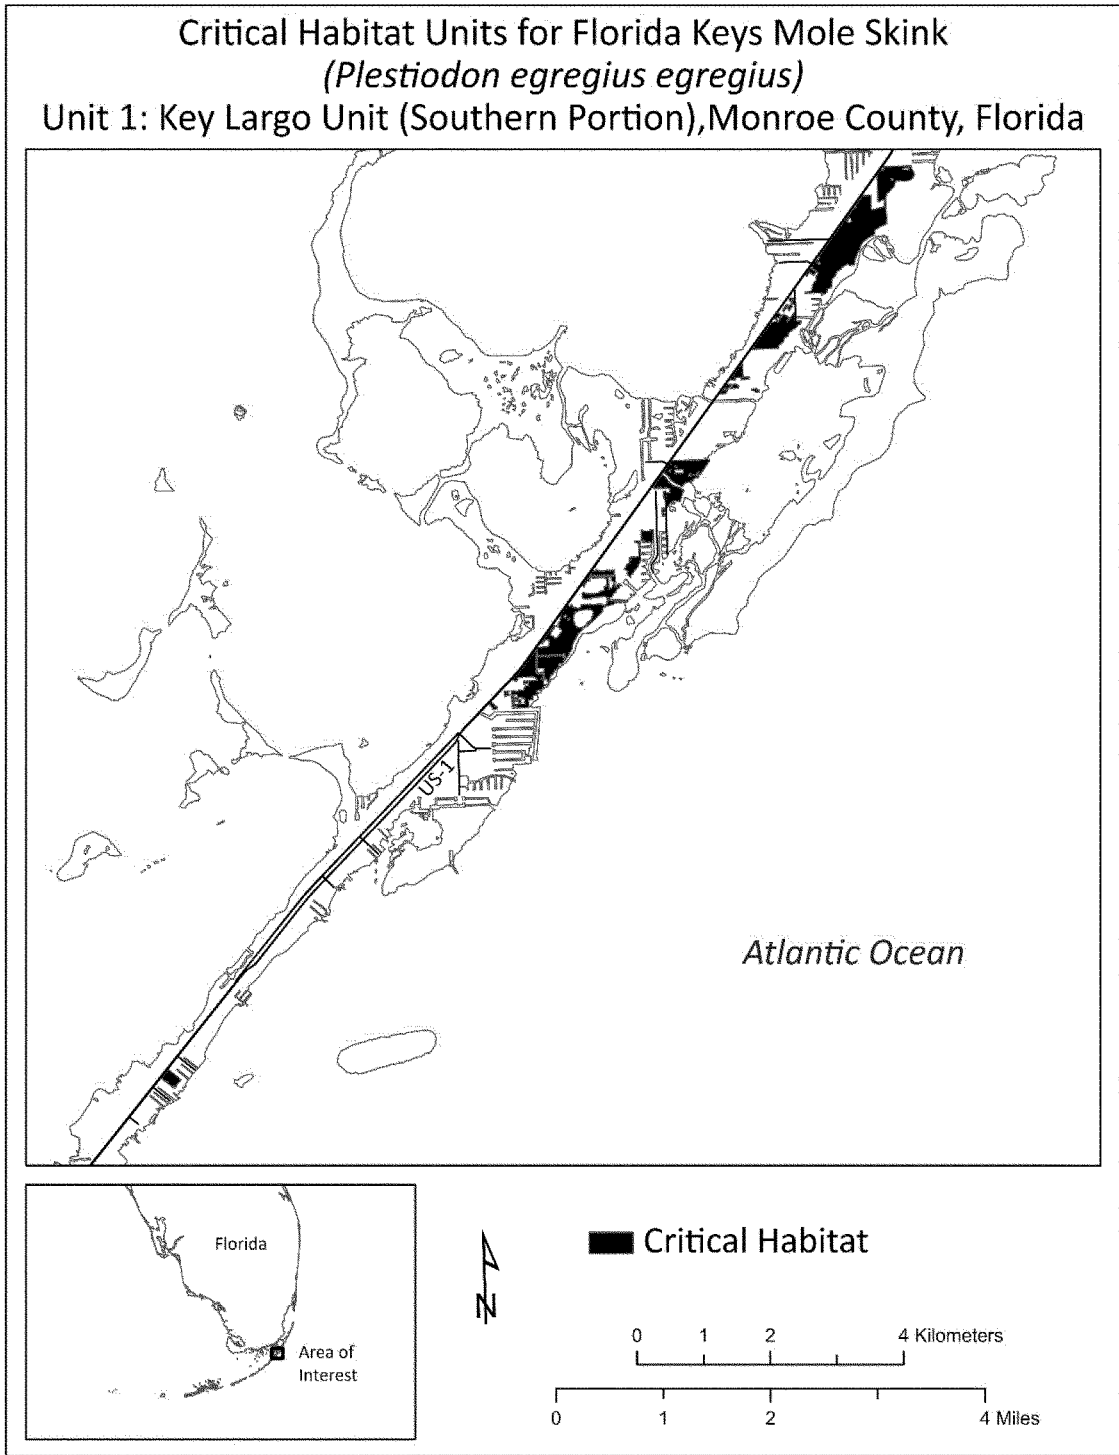 Critical Habitat Units for Florida Keys Mole Skink
(Plestiodon egregius egregius)
Unit 1: Key Largo Unit (Southern Portion),Monroe County, Florida
US-1
Atlantic Ocean
Florida
Area of
Interest
N
Critical Habitat
0 1 2 4 Kilometers
0 1 2 4 Miles